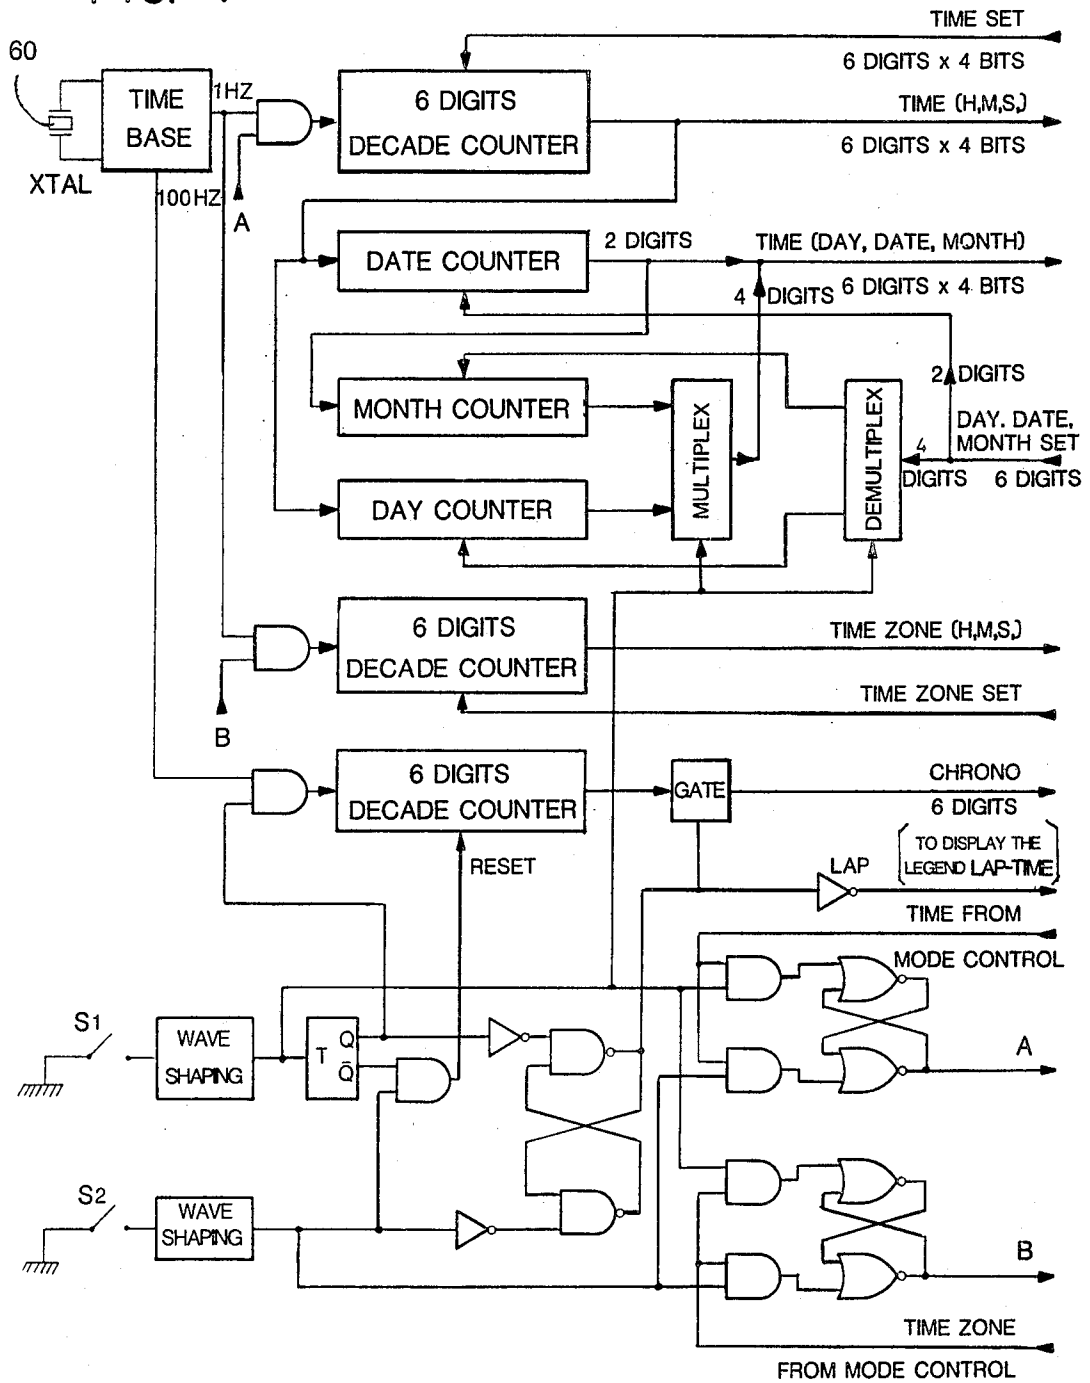 TIME SET
60
6 DIGITS x 4 BITS
1HZ
TIME
BASE
6 DIGITS
DECADE COUNTER
TIME (H,M,S,)
6 DIGITS x 4 BITS
XTAL
100HZ
A
DATE COUNTER
2 DIGITS
TIME (DAY, DATE, MONTH)
4 DIGITS
6 DIGITS x 4 BITS
2 DIGITS
MONTH COUNTER
MULTIPLEX
DEMULTIPLEX
DAY. DATE,
MONTH SET
4
DIGITS
6 DIGITS
DAY COUNTER
6 DIGITS
DECADE COUNTER
TIME ZONE (H,M,S,)
TIME ZONE SET
B
6 DIGITS
DECADE COUNTER
GATE
CHRONO
6 DIGITS
RESET
LAP
TO DISPLAY THE
LEGEND LAP-TIME
TIME FROM
MODE CONTROL
S1
WAVE
SHAPING
T
Q
Q̄
A
S2
WAVE
SHAPING
B
TIME ZONE
FROM MODE CONTROL